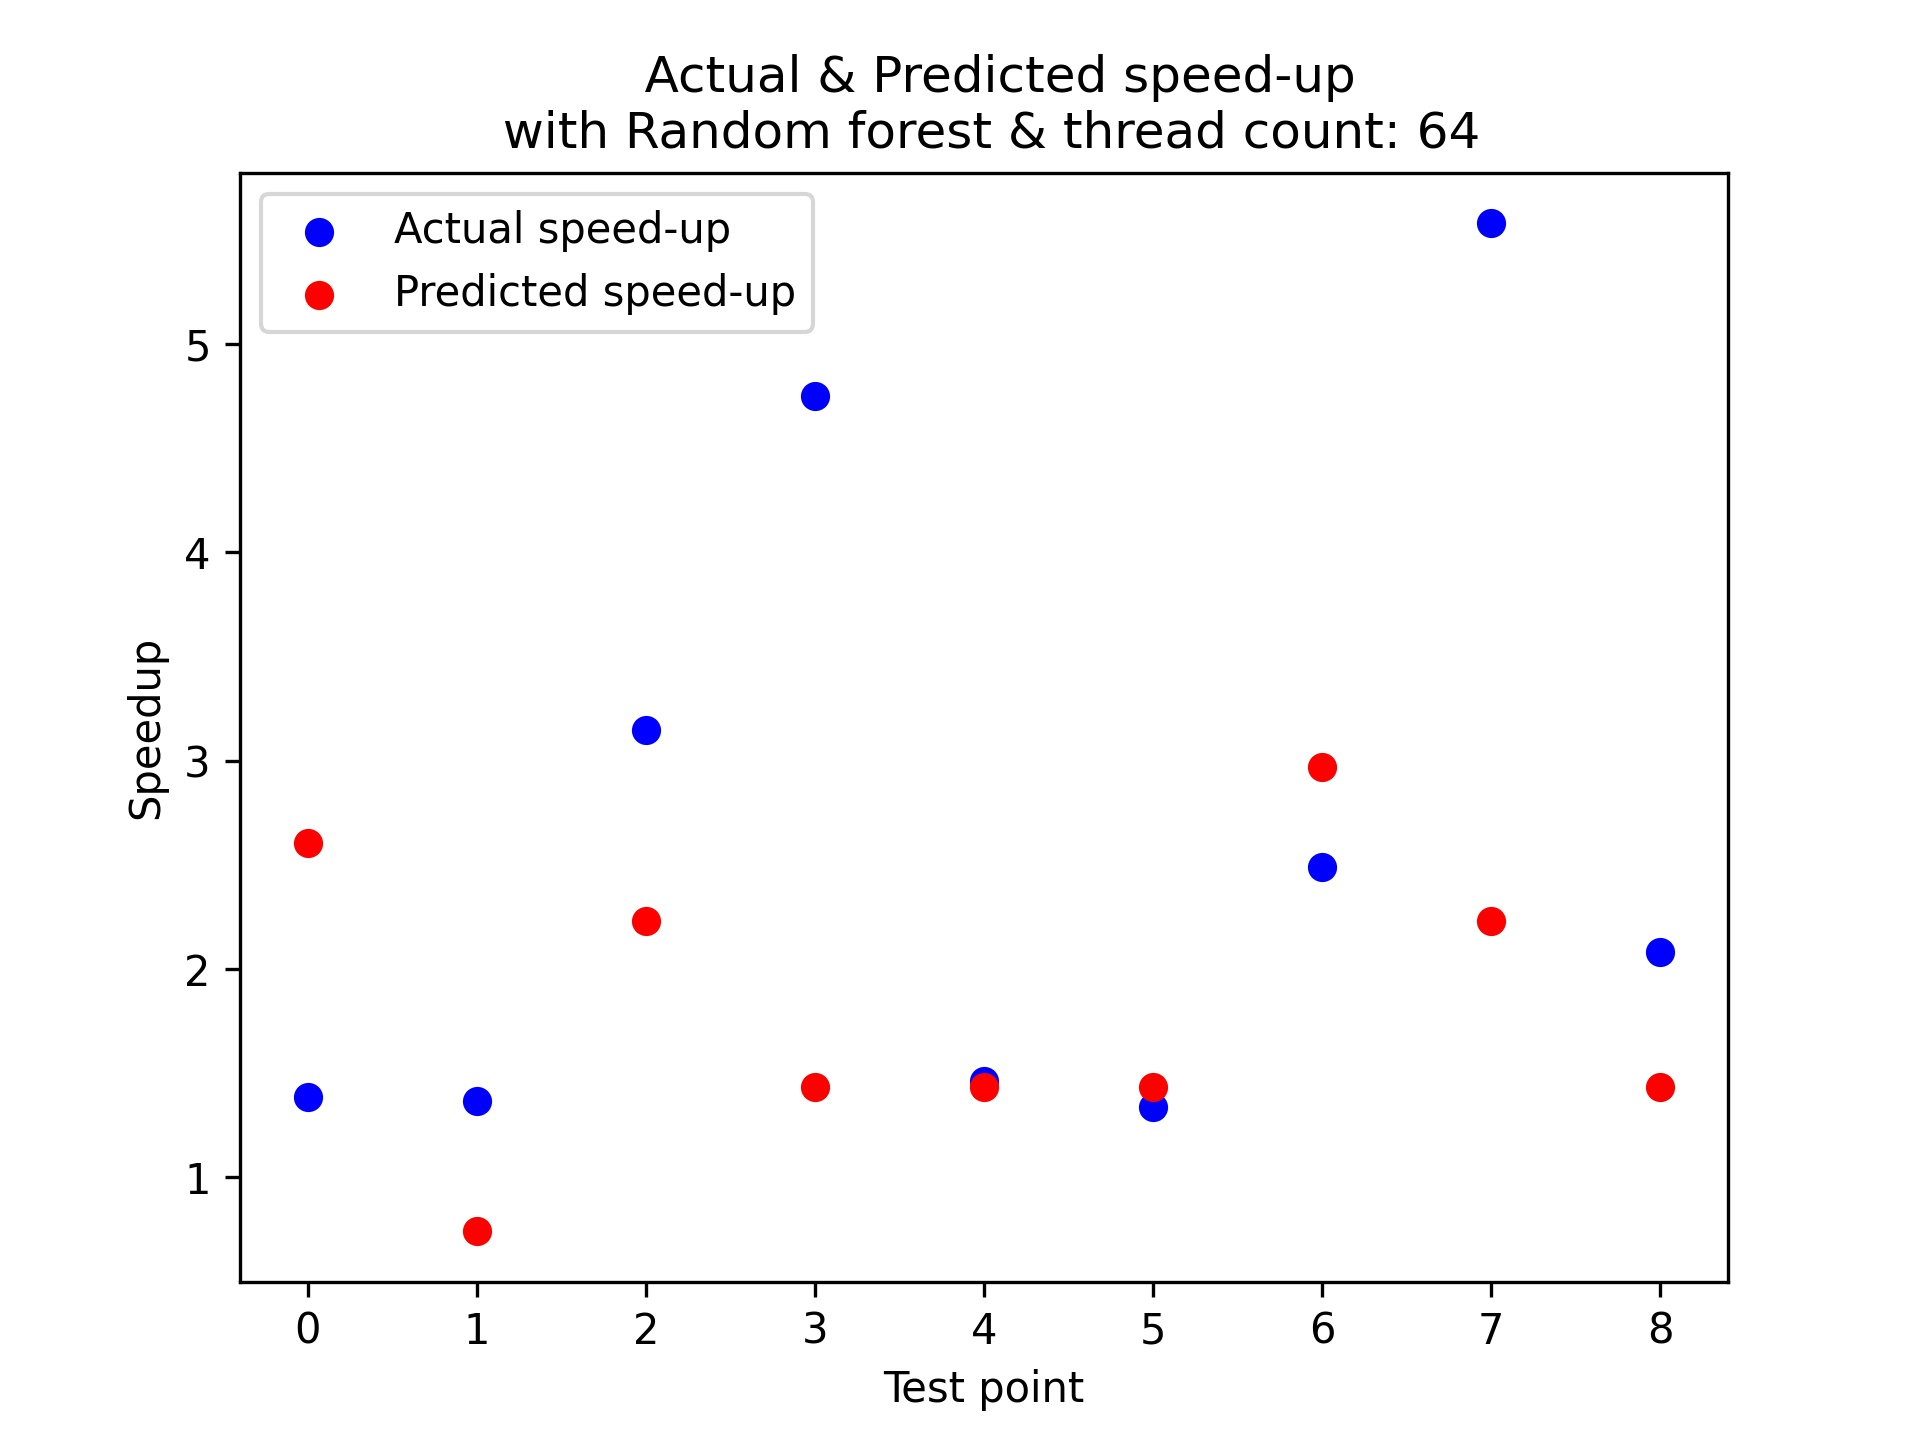 Actual & Predicted speed-up
with Random forest & thread count: 64
Actual speed-up
Predicted speed-up
5
4
3
2
1
Speedup
0 1 2 3 4 5 6 7 8
Test point